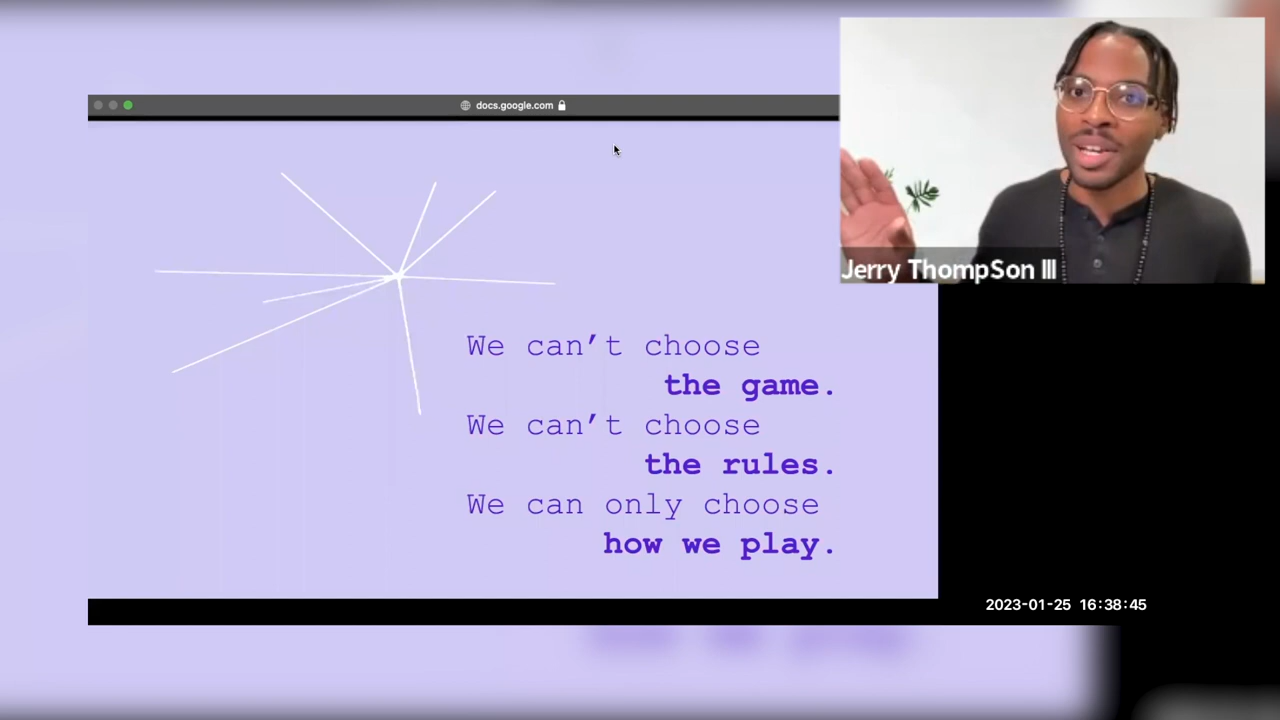 docs.google.com
Jerry ThompSon III
We can’t choose
the game.
We can’t choose
the rules.
We can only choose
how we play.
2023-01-25 16:38:45